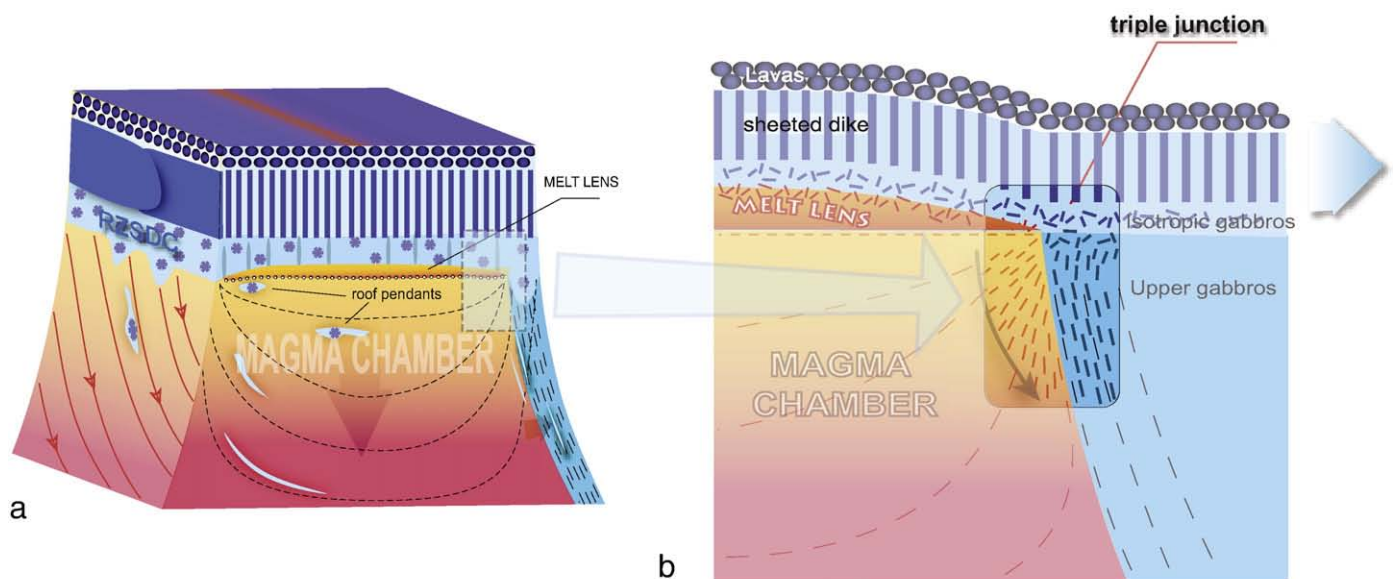 MELT LENS
RZSDC
roof pendants
MAGMA CHAMBER
a
triple junction
Lavas
sheeted dike
MELT LENS
Isotropic gabbros
Upper gabbros
MAGMA
CHAMBER
b